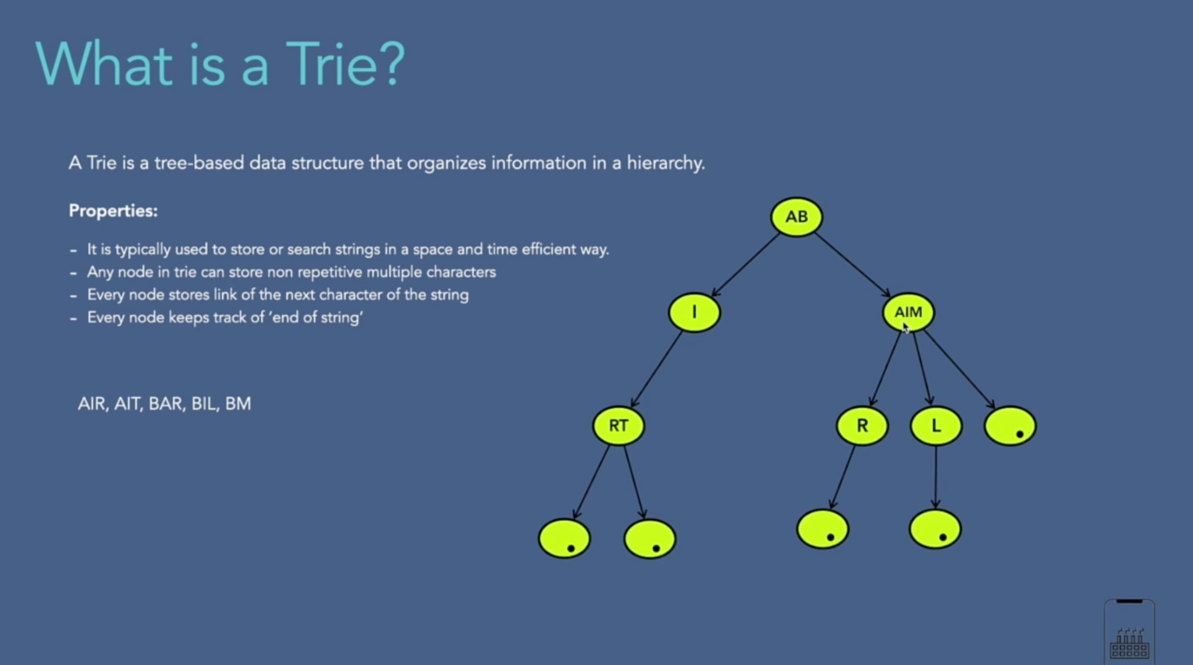 What is a Trie?
A Trie is a tree-based data structure that organizes information in a hierarchy.
Properties:
- It is typically used to store or search strings in a space and time efficient way.
- Any node in trie can store non repetitive multiple characters
- Every node stores link of the next character of the string
- Every node keeps track of ‘end of string’
AIR, AIT, BAR, BIL, BM
AB
I
AIM
RT
R
L